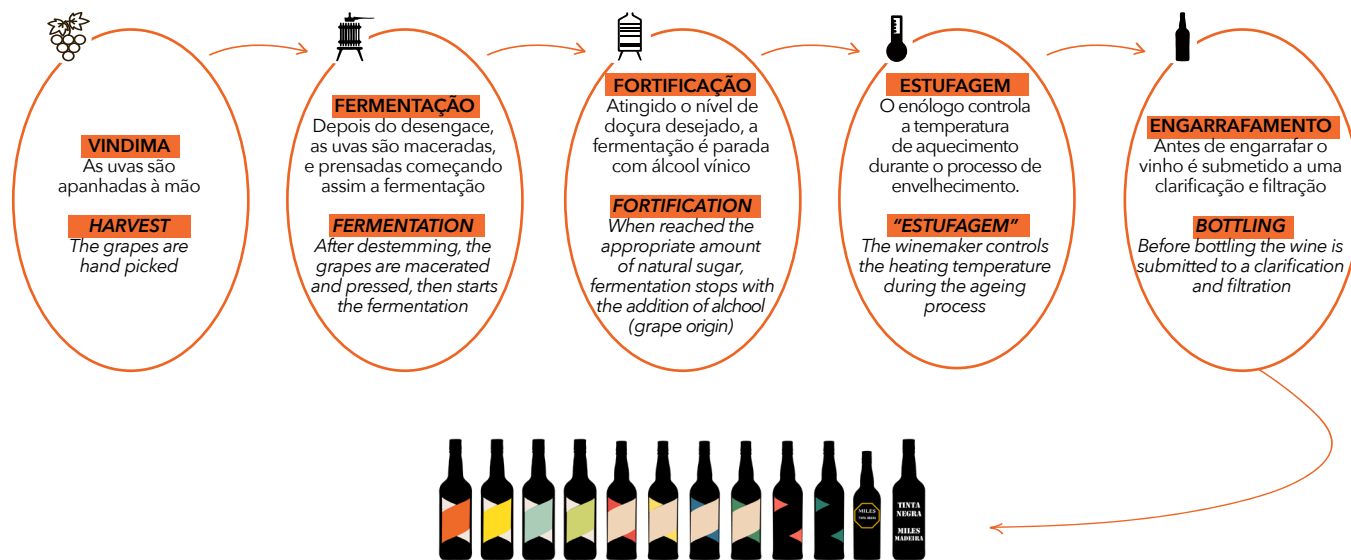 VINDIMA
As uvas são
apanhadas à mão
HARVEST
The grapes are
hand picked
FERMENTAÇÃO
Depois do desengace,
as uvas são maceradas,
e prensadas começando
assim a fermentação
FERMENTATION
After destemming, the
grapes are macerated
and pressed, then starts
the fermentation
FORTIFICAÇÃO
Atingido o nível de
doçura desejado, a
fermentação é parada
com álcool vínico
FORTIFICATION
When reached the
appropriate amount
of natural sugar,
fermentation stops with
the addition of alchool
(grape origin)
ESTUFAGEM
O enólogo controla
a temperatura
de aquecimento
durante o processo de
envelhecimento.
"ESTUFAGEM"
The winemaker controls
the heating temperature
during the ageing
process
ENGARRAFAMENTO
Antes de engarrafar o
vinho é submetido a uma
clarificação e filtração
BOTTLING
Before bottling the wine is
submitted to a clarification
and filtration
MILES
TINTA NEGRA
TINTA
NEGRA
MILES
MADEIRA